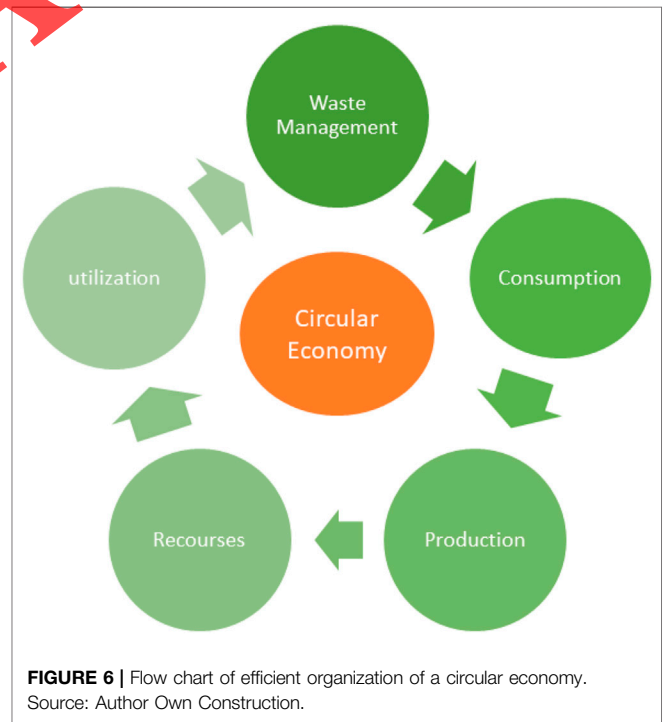 Waste
Management
Consumption
Production
Recourses
utilization
Circular
Economy
FIGURE 6 | Flow chart of efficient organization of a circular economy.
Source: Author Own Construction.